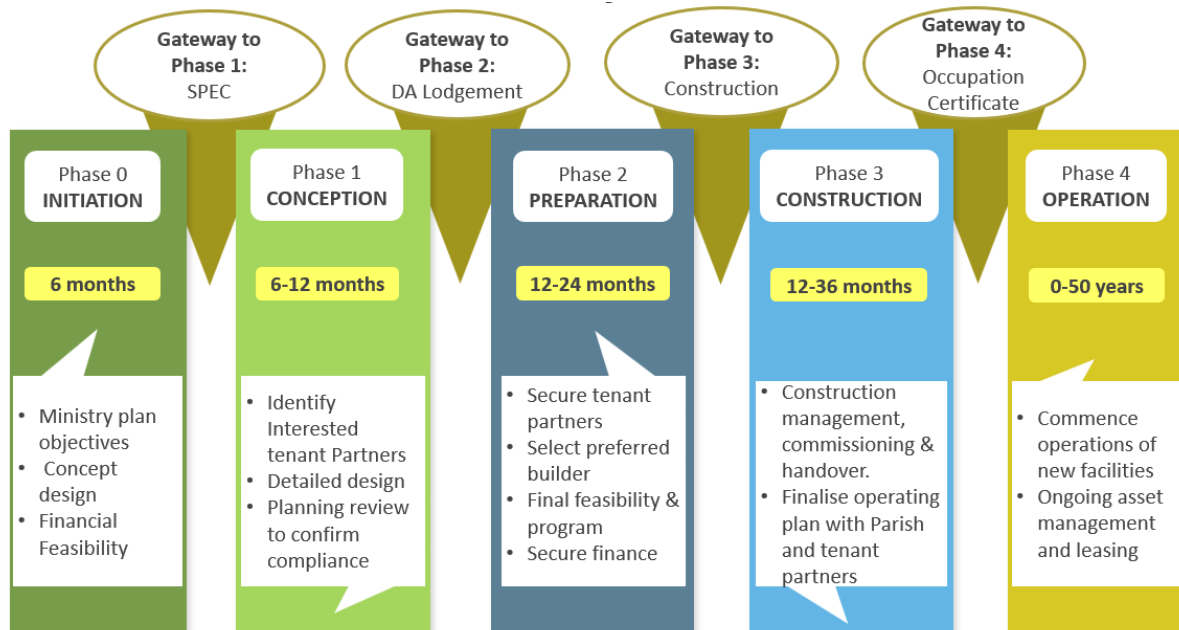 Gateway to
Phase 1:
SPEC
Gateway to
Phase 2:
DA Lodgement
Gateway to
Phase 3:
Construction
Gateway to
Phase 4:
Occupation
Certificate
Phase 0
INITIATION
6 months
• Ministry plan
objectives
• Concept
design
• Financial
Feasibility
Phase 1
CONCEPTION
6-12 months
• Identify
Interested
tenant Partners
• Detailed design
• Planning review
to confirm
compliance
Phase 2
PREPARATION
12-24 months
• Secure tenant
partners
• Select preferred
builder
• Final feasibility &
program
• Secure finance
Phase 3
CONSTRUCTION
12-36 months
• Construction
management,
commissioning &
handover.
• Finalise operating
plan with Parish
and tenant
partners
Phase 4
OPERATION
0-50 years
• Commence
operations of
new facilities
• Ongoing asset
management
and leasing